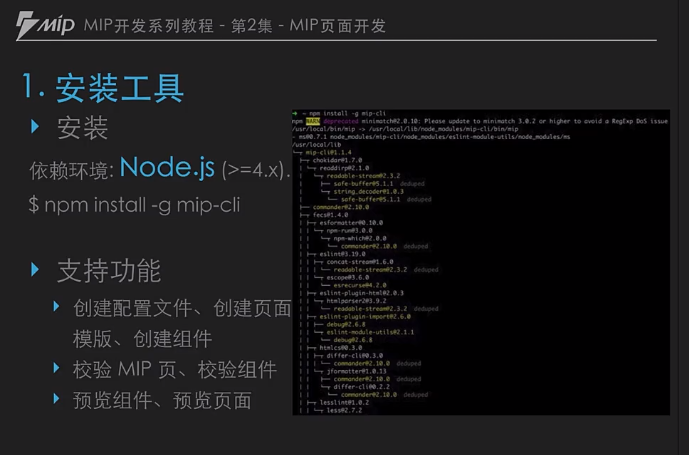 mip MIP开发系列教程 - 第2集 - MIP页面开发
1. 安装工具
安装
依赖环境: Node.js (>=4.x).
$ npm install -g mip-cli
支持功能
创建配置文件、创建页面
模版、创建组件
校验 MIP 页、校验组件
预览组件、预览页面
➜ ~ npm install -g mip-cli
npm WARN deprecated minimatch@2.0.10: Please update to minimatch 3.0.2 or higher to avoid a RegExp DoS issue
/usr/local/bin/mip -> /usr/local/lib/node_modules/mip-cli/bin/mip
- ms@0.7.1 node_modules/mip-cli/node_modules/eslint-module-utils/node_modules/ms
/usr/local/lib
└─┬ mip-cli@1.1.4
├─┬ chokidar@1.7.0
│ └─┬ readdirp@2.1.0
│ └─┬ readable-stream@2.3.2
│ ├── safe-buffer@5.1.1 deduped
│ └─┬ string_decoder@1.0.3
│ └── safe-buffer@5.1.1 deduped
├── commander@2.10.0
├─┬ fecs@1.4.0
│ ├─┬ esformatter@0.10.0
│ │ └─┬ npm-run@3.0.0
│ │ └─┬ npm-which@2.0.0
│ │ └── commander@2.10.0 deduped
│ ├─┬ eslint@3.19.0
│ │ ├─┬ concat-stream@1.6.0
│ │ │ └── readable-stream@2.3.2 deduped
│ │ └─┬ escope@3.6.0
│ │ └── esrecurse@4.2.0
│ ├─┬ eslint-plugin-html@2.0.3
│ │ └─┬ htmlparser2@3.9.2
│ │ └── readable-stream@2.3.2 deduped
│ ├─┬ eslint-plugin-import@2.6.0
│ │ ├── debug@2.6.8
│ │ └─┬ eslint-module-utils@2.1.1
│ │ └── debug@2.6.8
│ ├─┬ htmlcs@0.3.0
│ │ ├─┬ differ-cli@0.3.0
│ │ │ └── commander@2.10.0 deduped
│ │ └─┬ jformatter@1.0.13
│ │ ├── commander@2.10.0 deduped
│ │ └─┬ differ-cli@0.2.2
│ │ └── commander@2.10.0 deduped
│ ├─┬ lesslint@1.0.2
│ │ └─┬ less@2.7.2